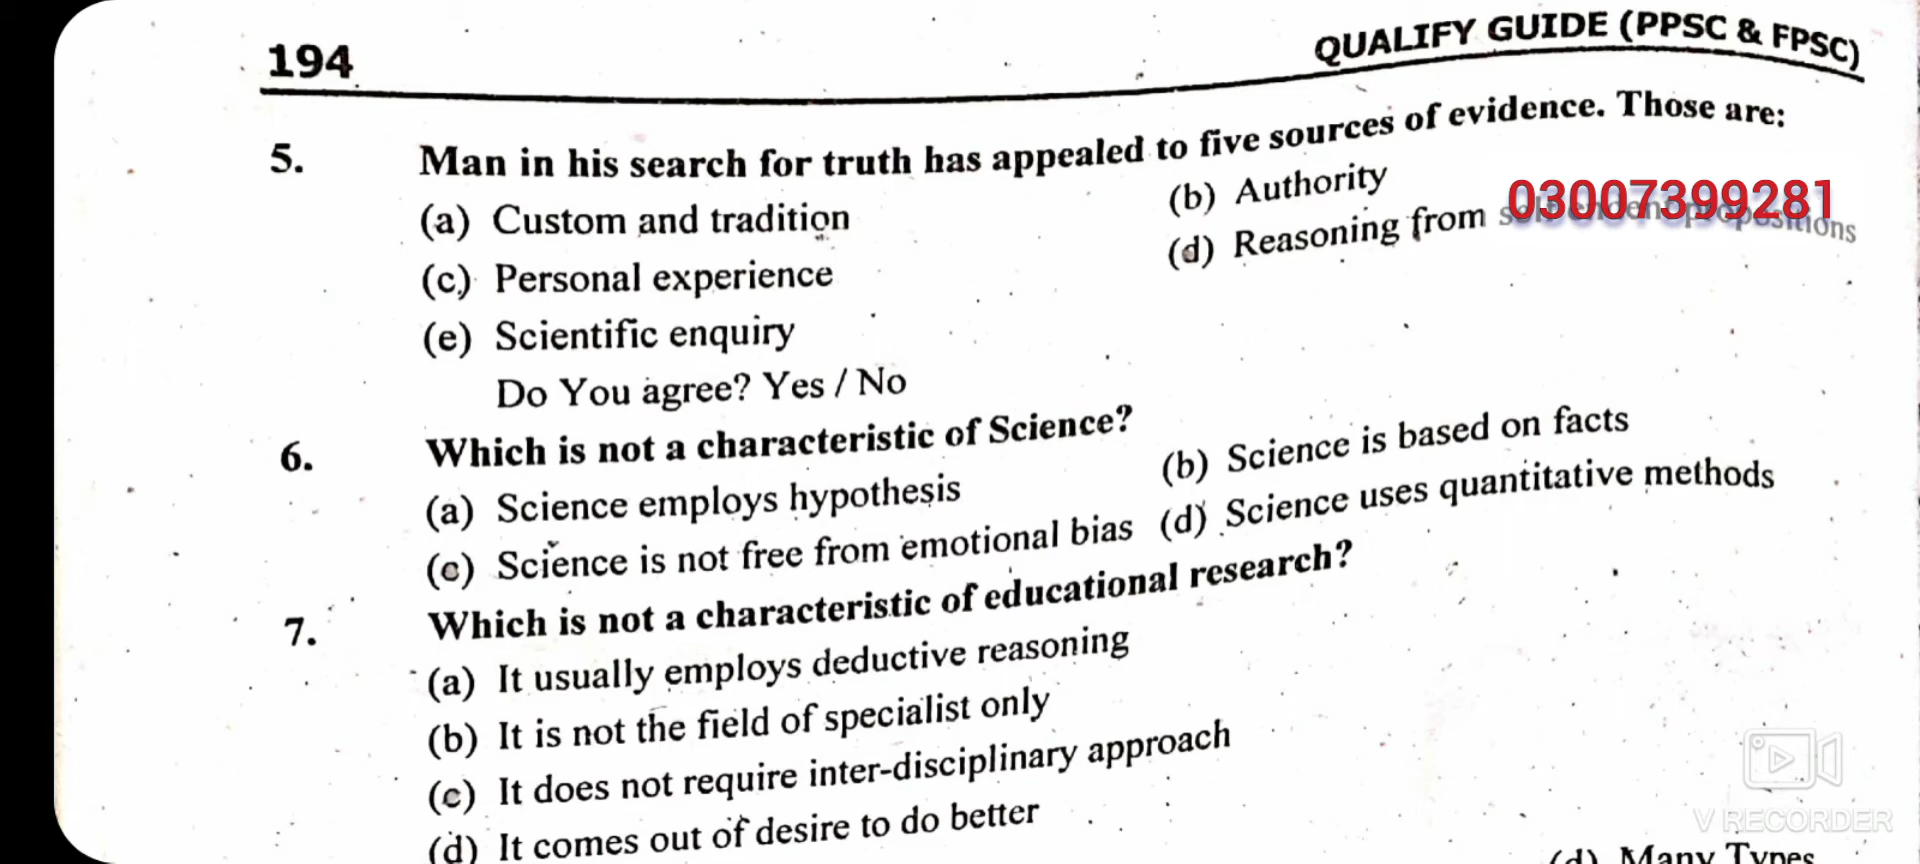 194
QUALIFY GUIDE (PPSC & FPSC)
5. Man in his search for truth has appealed to five sources of evidence. Those are:
(a) Custom and tradition (b) Authority
03007399281
(c) Personal experience (d) Reasoning from propositions
(e) Scientific enquiry
Do You agree? Yes / No
6. Which is not a characteristic of Science?
(a) Science employs hypothesis (b) Science is based on facts
(c) Science is not free from emotional bias (d) Science uses quantitative methods
7. Which is not a characteristic of educational research?
(a) It usually employs deductive reasoning
(b) It is not the field of specialist only
(c) It does not require inter-disciplinary approach
(d) It comes out of desire to do better
(d) Many Types
V RECORDER